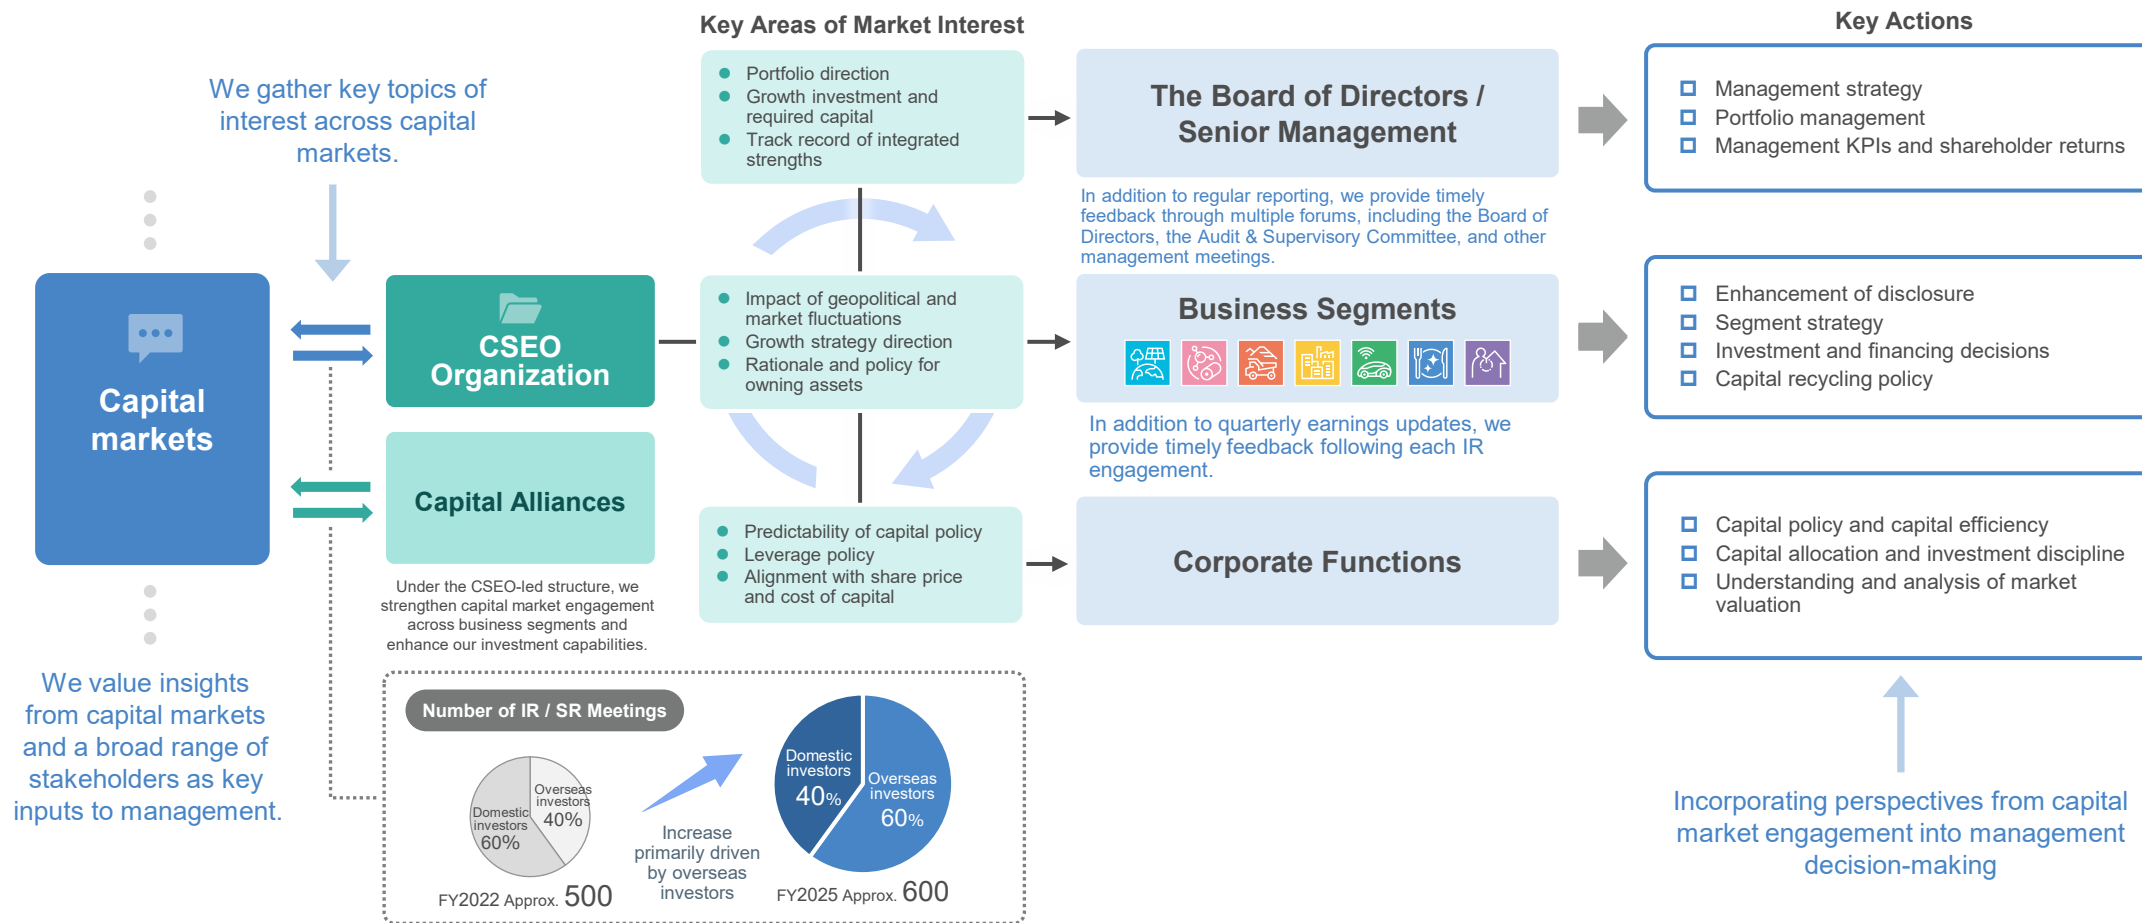 Key Areas of Market Interest
Key Actions
We gather key topics of
interest across capital
markets.
Capital
markets
We value insights
from capital markets
and a broad range of
stakeholders as key
inputs to management.
CSEO
Organization
Capital Alliances
Under the CSEO-led structure, we
strengthen capital market engagement
across business segments and
enhance our investment capabilities.
Portfolio direction
Growth investment and
required capital
Track record of integrated
strengths
Impact of geopolitical and
market fluctuations
Growth strategy direction
Rationale and policy for
owning assets
Predictability of capital policy
Leverage policy
Alignment with share price
and cost of capital
The Board of Directors /
Senior Management
In addition to regular reporting, we provide timely
feedback through multiple forums, including the Board of
Directors, the Audit & Supervisory Committee, and other
management meetings.
Business Segments
In addition to quarterly earnings updates, we
provide timely feedback following each IR
engagement.
Corporate Functions
Management strategy
Portfolio management
Management KPIs and shareholder returns
Enhancement of disclosure
Segment strategy
Investment and financing decisions
Capital recycling policy
Capital policy and capital efficiency
Capital allocation and investment discipline
Understanding and analysis of market
valuation
Incorporating perspectives from capital
market engagement into management
decision-making
Number of IR / SR Meetings
Domestic
investors
60%
Overseas
investors
40%
FY2022 Approx. 500
Increase
primarily driven
by overseas
investors
Domestic
investors
40%
Overseas
investors
60%
FY2025 Approx. 600